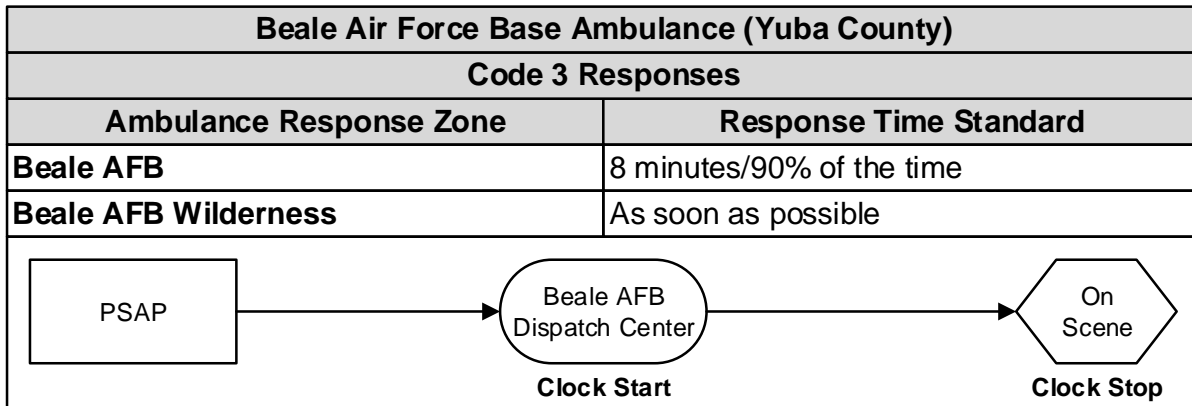 Beale Air Force Base Ambulance (Yuba County)
Code 3 Responses
Ambulance Response Zone
Response Time Standard
Beale AFB
8 minutes/90% of the time
Beale AFB Wilderness
As soon as possible
PSAP
Beale AFB
Dispatch Center
On
Scene
Clock Start
Clock Stop